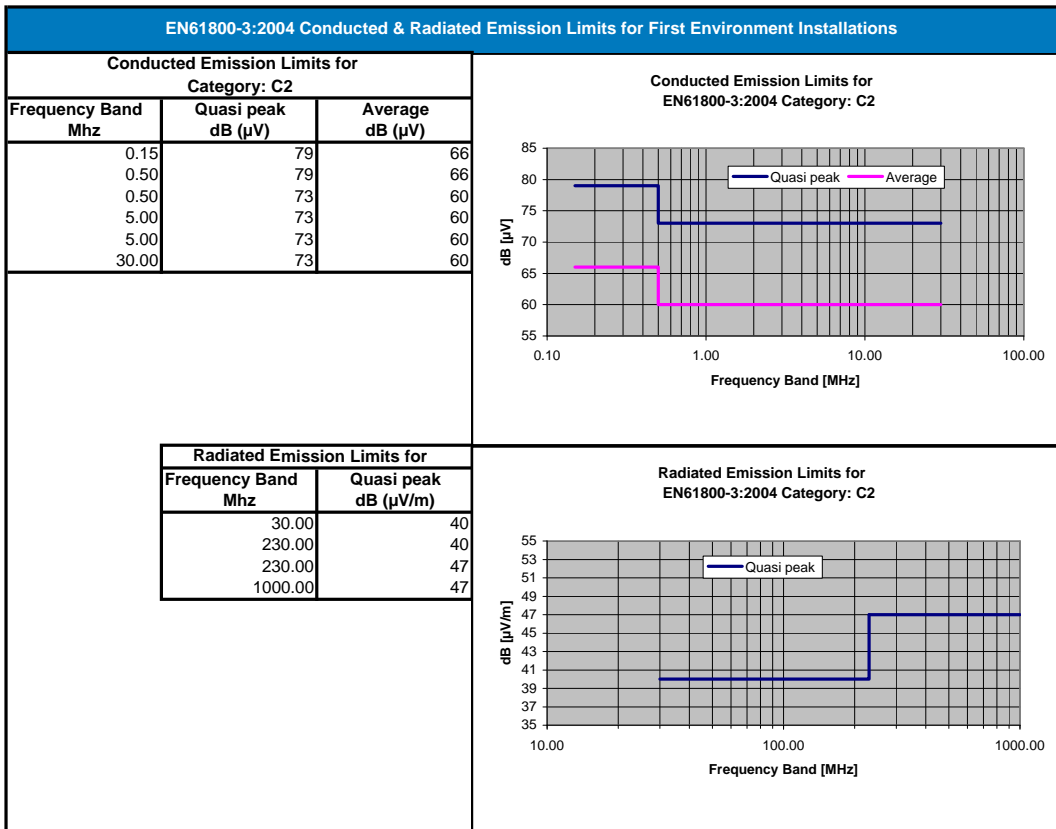 EN61800-3:2004 Conducted & Radiated Emission Limits for First Environment Installations
Conducted Emission Limits for
Category: C2
Frequency Band Mhz Quasi peak dB (µV) Average dB (µV)
0.15 79 66
0.50 79 66
0.50 73 60
5.00 73 60
5.00 73 60
30.00 73 60
Conducted Emission Limits for
EN61800-3:2004 Category: C2
85
80
75
70
65
60
55
dB [µV]
Quasi peak Average
0.10 1.00 10.00 100.00
Frequency Band [MHz]
Radiated Emission Limits for
Frequency Band Mhz Quasi peak dB (µV/m)
30.00 40
230.00 40
230.00 47
1000.00 47
Radiated Emission Limits for
EN61800-3:2004 Category: C2
55
53
51
49
47
45
43
41
39
37
35
dB [µV/m]
Quasi peak
10.00 100.00 1000.00
Frequency Band [MHz]